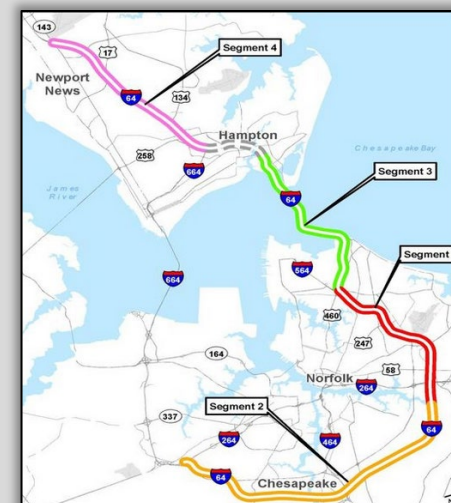 143
Segment 4
17
Newport
News
64
134
Hampton
258
664
Chesapeake Bay
James
River
64
Segment 3
564
664
Segment
460
247
164
58
Norfolk
264
337
Segment 2
264
464
64
64
Chesapeake